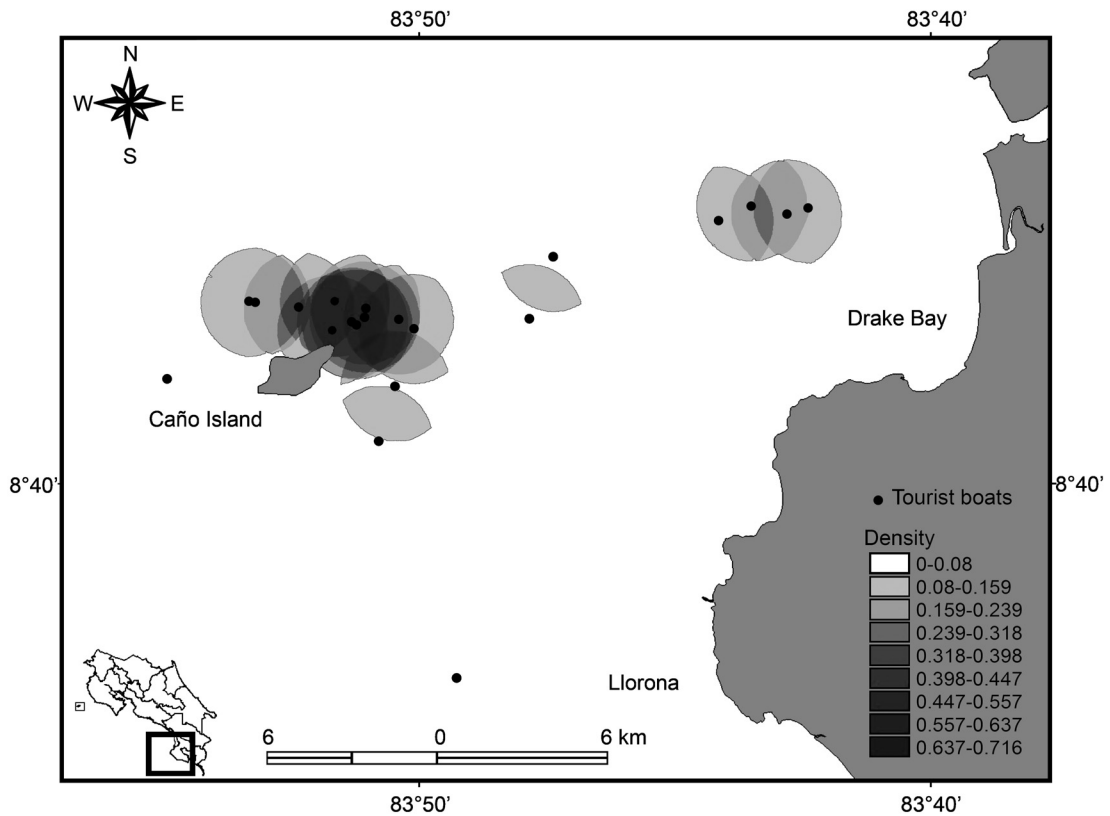 83°50' 83°40'
N
W E
S
Drake Bay
Caño Island
8°40' 8°40'
Tourist boats
Density
0-0.08
0.08-0.159
0.159-0.239
0.239-0.318
0.318-0.398
0.398-0.447
0.447-0.557
0.557-0.637
0.637-0.716
Llorona
6 0 6 km
83°50' 83°40'